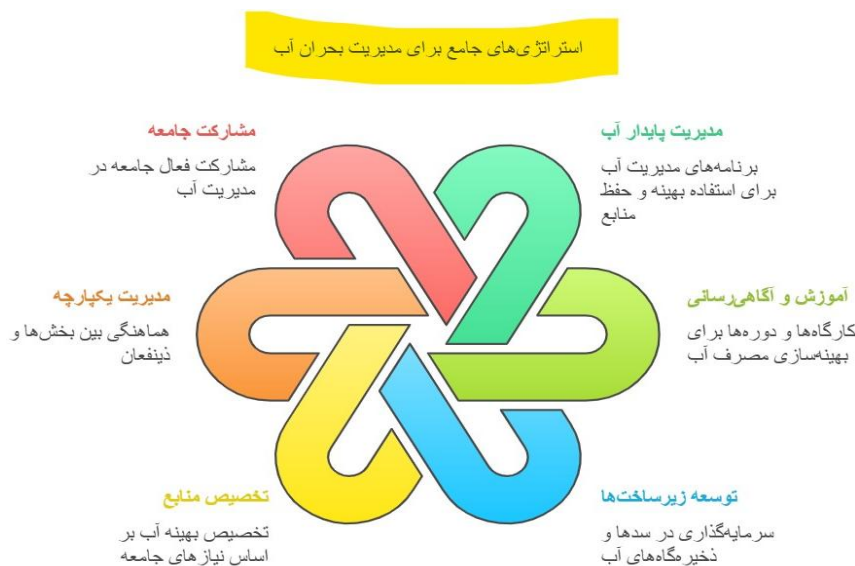 استراتژی‌های جامع برای مدیریت بحران آب
مدیریت پایدار آب
برنامه‌های مدیریت آب
برای استفاده بهینه و حفظ
منابع
مشارکت جامعه
مشارکت فعال جامعه در
مدیریت آب
آموزش و آگاهی‌رسانی
کارگاه‌ها و دوره‌ها برای
بهینه‌سازی مصرف آب
مدیریت یکپارچه
هماهنگی بین بخش‌ها و
ذینفعان
توسعه زیرساخت‌ها
سرمایه‌گذاری در سدها و
ذخیره‌گاه‌های آب
تخصیص منابع
تخصیص بهینه آب بر
اساس نیازهای جامعه